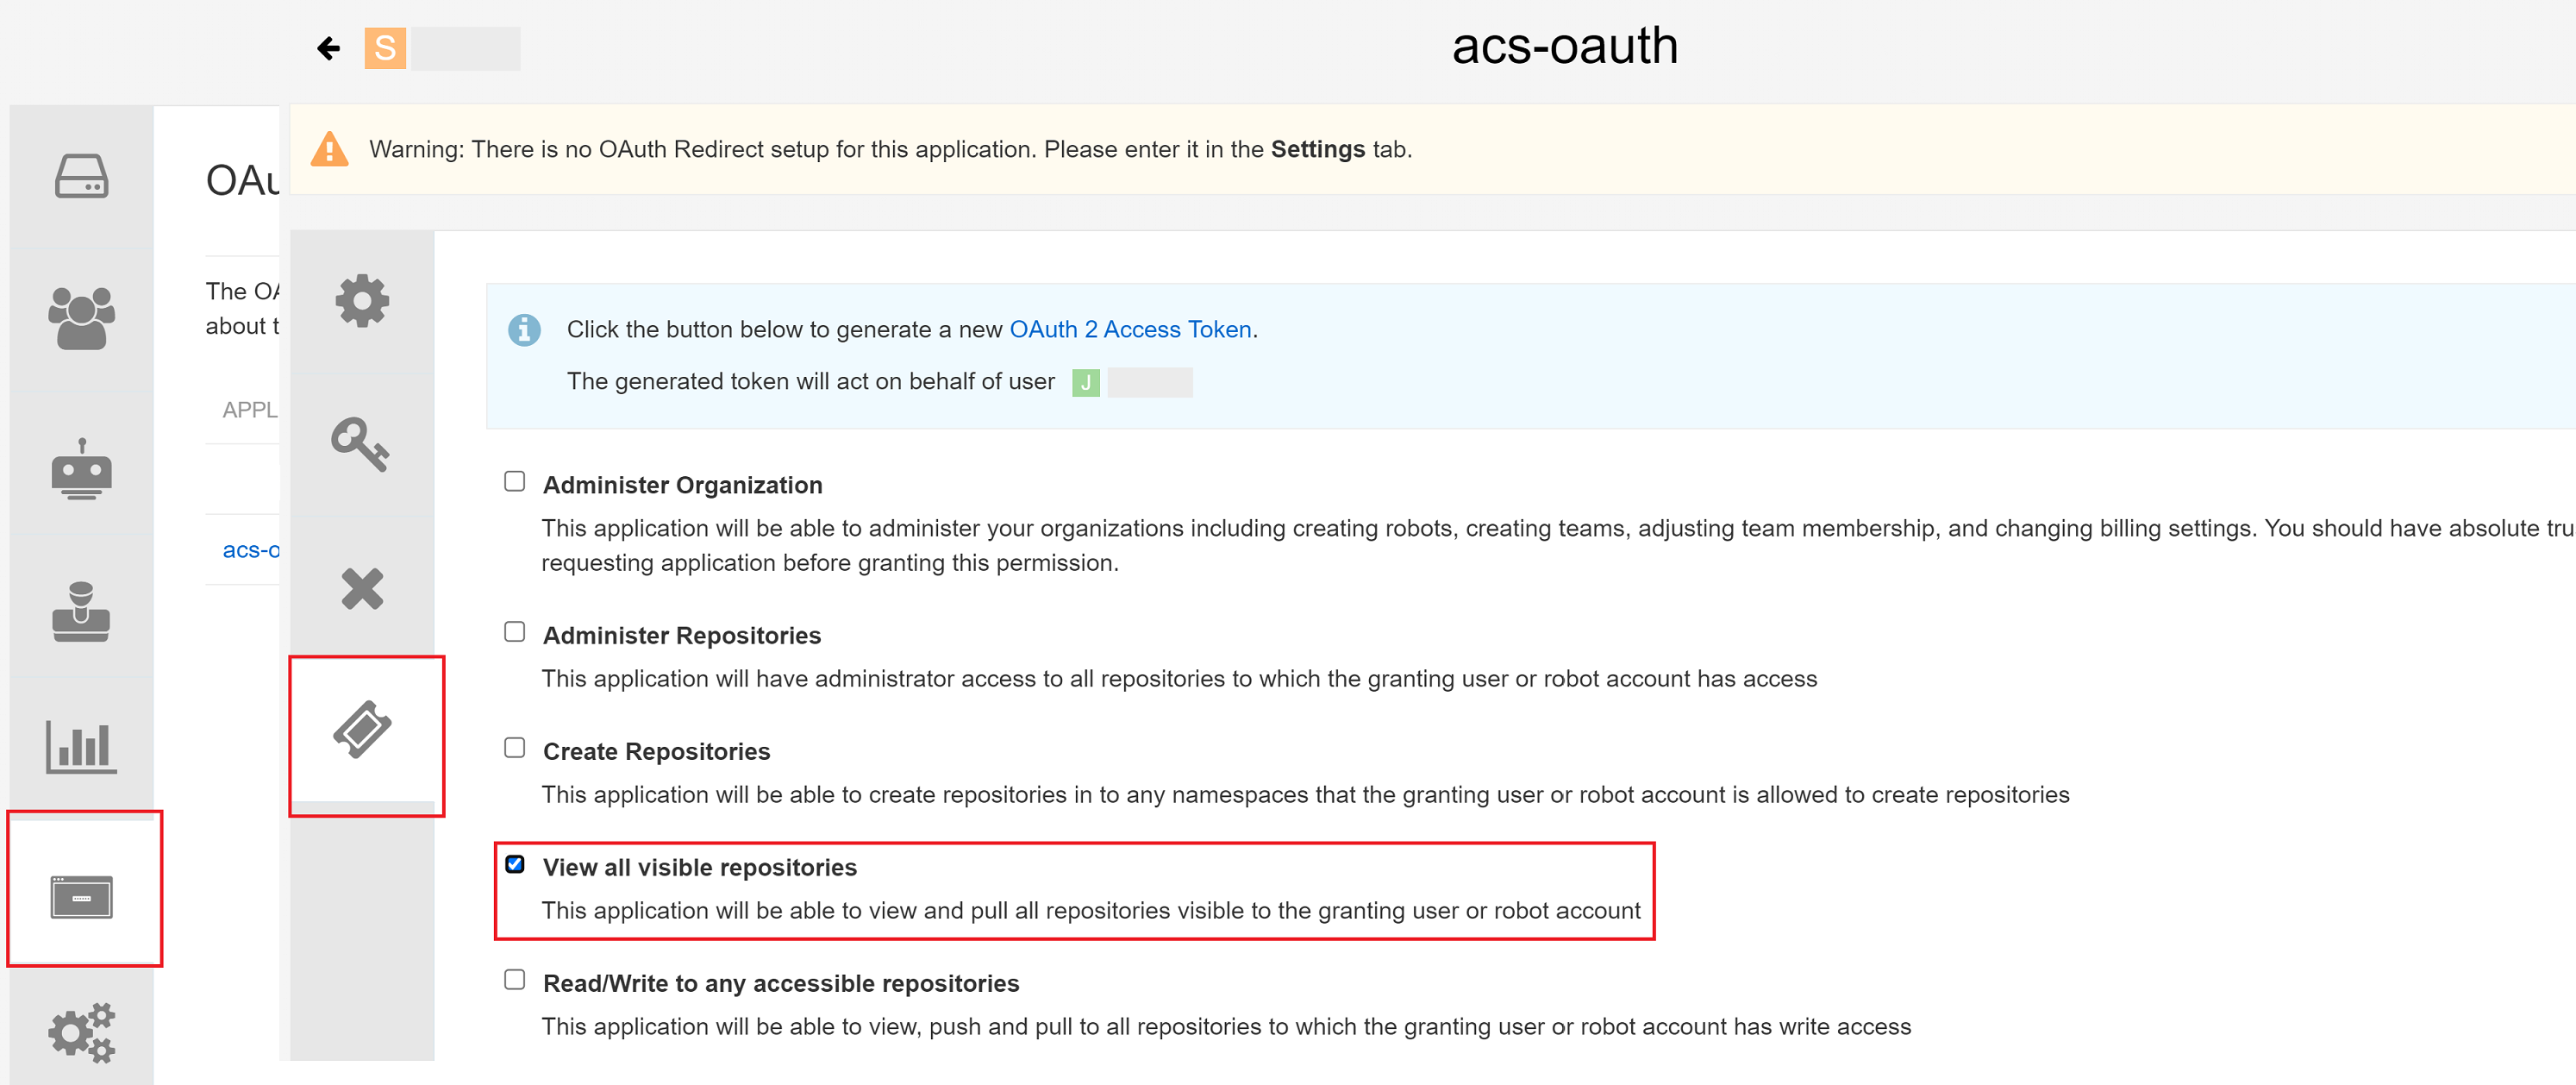 S
acs-oauth
Warning: There is no OAuth Redirect setup for this application. Please enter it in the Settings tab.
OAu
The OA
about t
APPL
acs-o
Click the button below to generate a new OAuth 2 Access Token.
The generated token will act on behalf of user J
Administer Organization
This application will be able to administer your organizations including creating robots, creating teams, adjusting team membership, and changing billing settings. You should have absolute tru
requesting application before granting this permission.
Administer Repositories
This application will have administrator access to all repositories to which the granting user or robot account has access
Create Repositories
This application will be able to create repositories in to any namespaces that the granting user or robot account is allowed to create repositories
View all visible repositories
This application will be able to view and pull all repositories visible to the granting user or robot account
Read/Write to any accessible repositories
This application will be able to view, push and pull to all repositories to which the granting user or robot account has write access